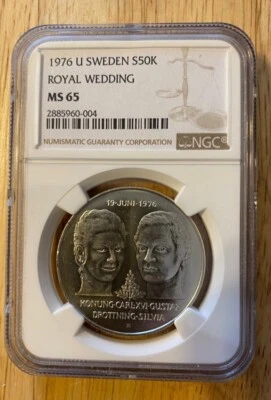 1976 U SWEDEN S50K
ROYAL WEDDING
MS 65
2885960-004
NUMISMATIC GUARANTY CORPORATION
NGC
19·JUNI·1976
KONUNG·CARL·XVI·GUSTAF
DROTTNING·SILVIA